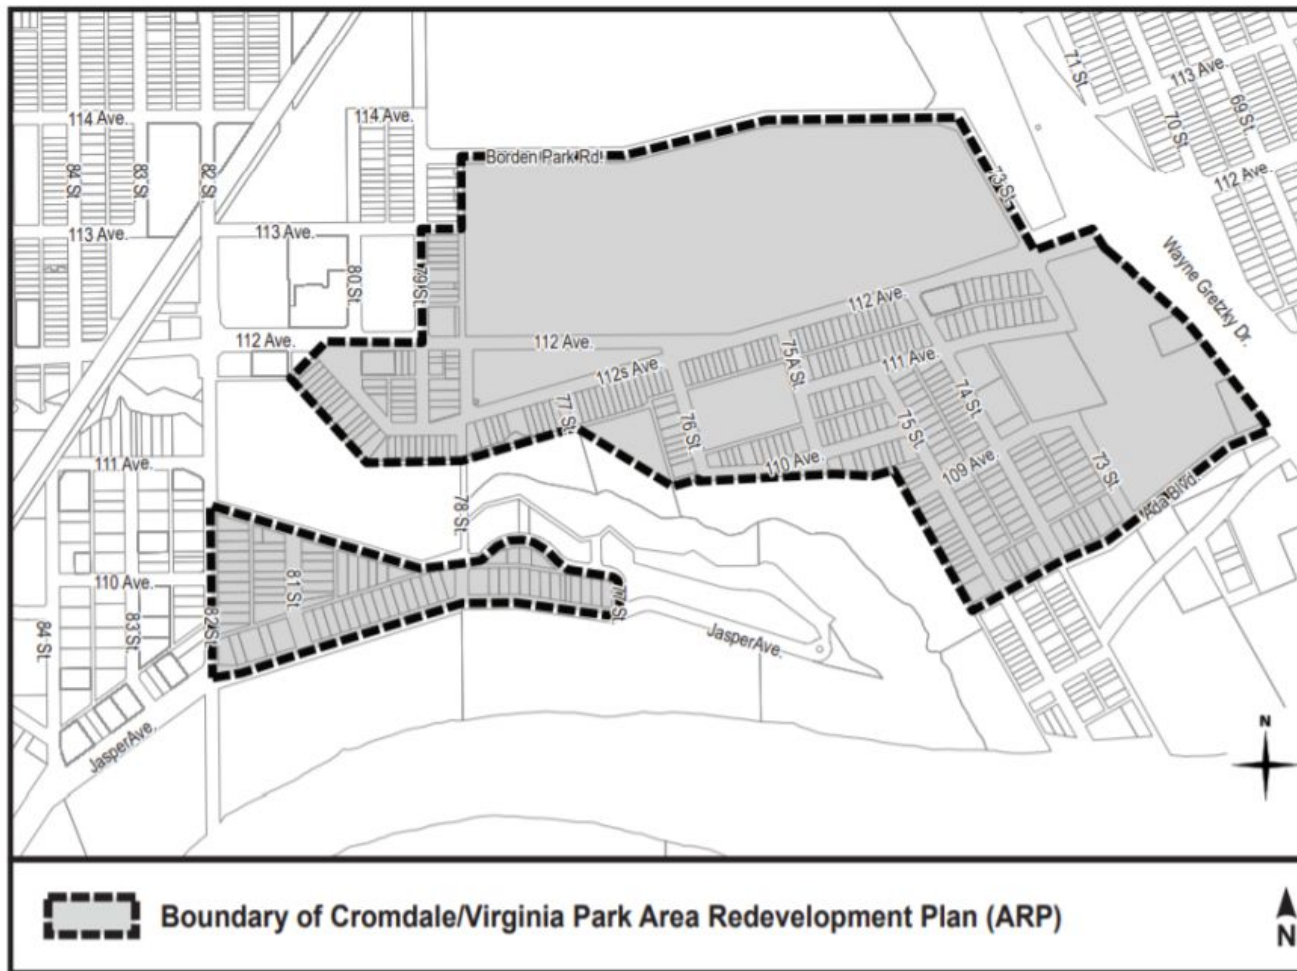 71 St.
113 Ave.
69 St.
70 St.
112 Ave.
114 Ave.
114 Ave.
Borden Park Rd.
84 St.
83 St.
82 St.
73 St.
113 Ave.
113 Ave.
80 St.
79 St.
Wayne Gretzky Dr.
112 Ave.
112 Ave.
112 Ave.
112s Ave.
75A St.
111 Ave.
74 St.
77 St.
76 St.
75 St.
111 Ave.
110 Ave.
109 Ave.
73 St.
Ada Blvd.
78 St.
110 Ave.
81 St.
84 St.
83 St.
82 St.
77 St.
JasperAve.
JasperAve.
N
Boundary of Cromdale/Virginia Park Area Redevelopment Plan (ARP)
N